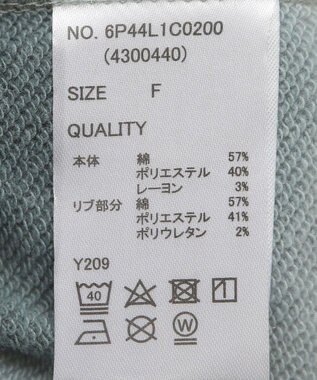 NO. 6P44L1C0200
(4300440)
SIZE F
QUALITY
本体 綿 57%
ポリエステル 40%
レーヨン 3%
リブ部分 綿 57%
ポリエステル 41%
ポリウレタン 2%
Y209
40
W